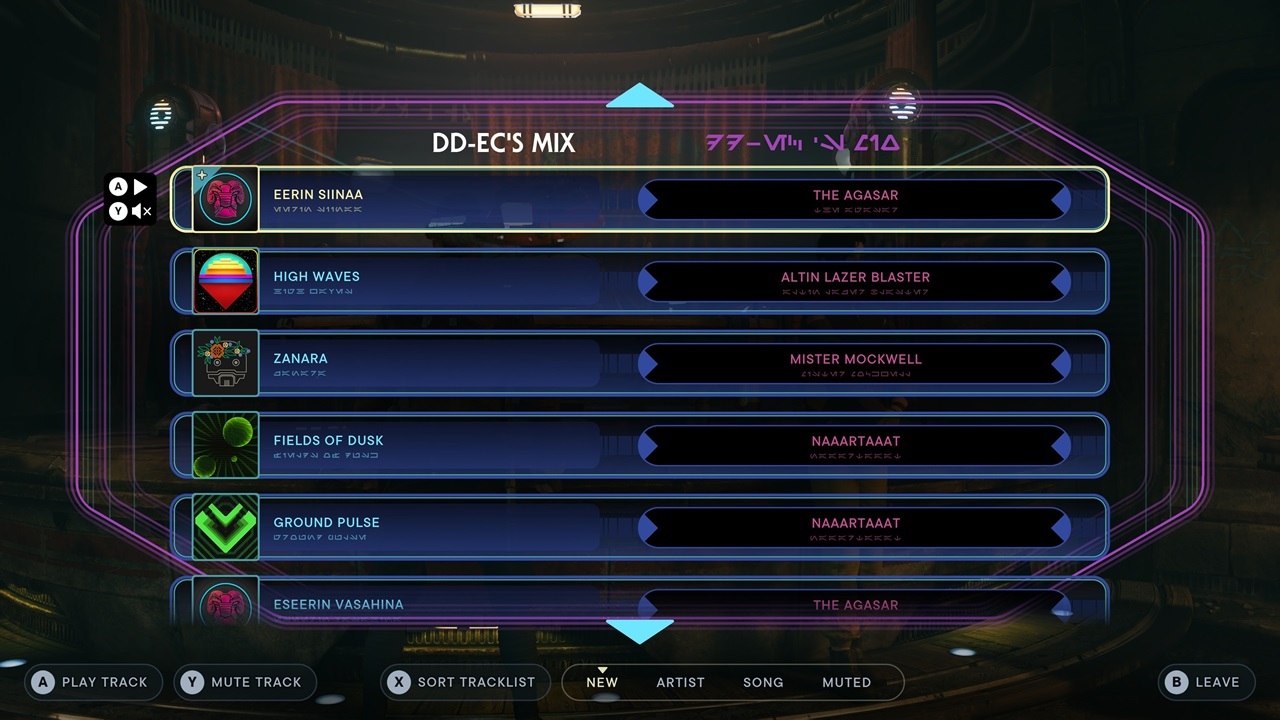 DD-EC'S MIX
A
Y
EERIN SIINAA
THE AGASAR
HIGH WAVES
ALTIN LAZER BLASTER
ZANARA
MISTER MOCKWELL
FIELDS OF DUSK
NAAARTAAAT
GROUND PULSE
NAAARTAAAT
ESEERIN VASAHINA
THE AGASAR
A PLAY TRACK
Y MUTE TRACK
X SORT TRACKLIST
NEW
ARTIST
SONG
MUTED
B LEAVE